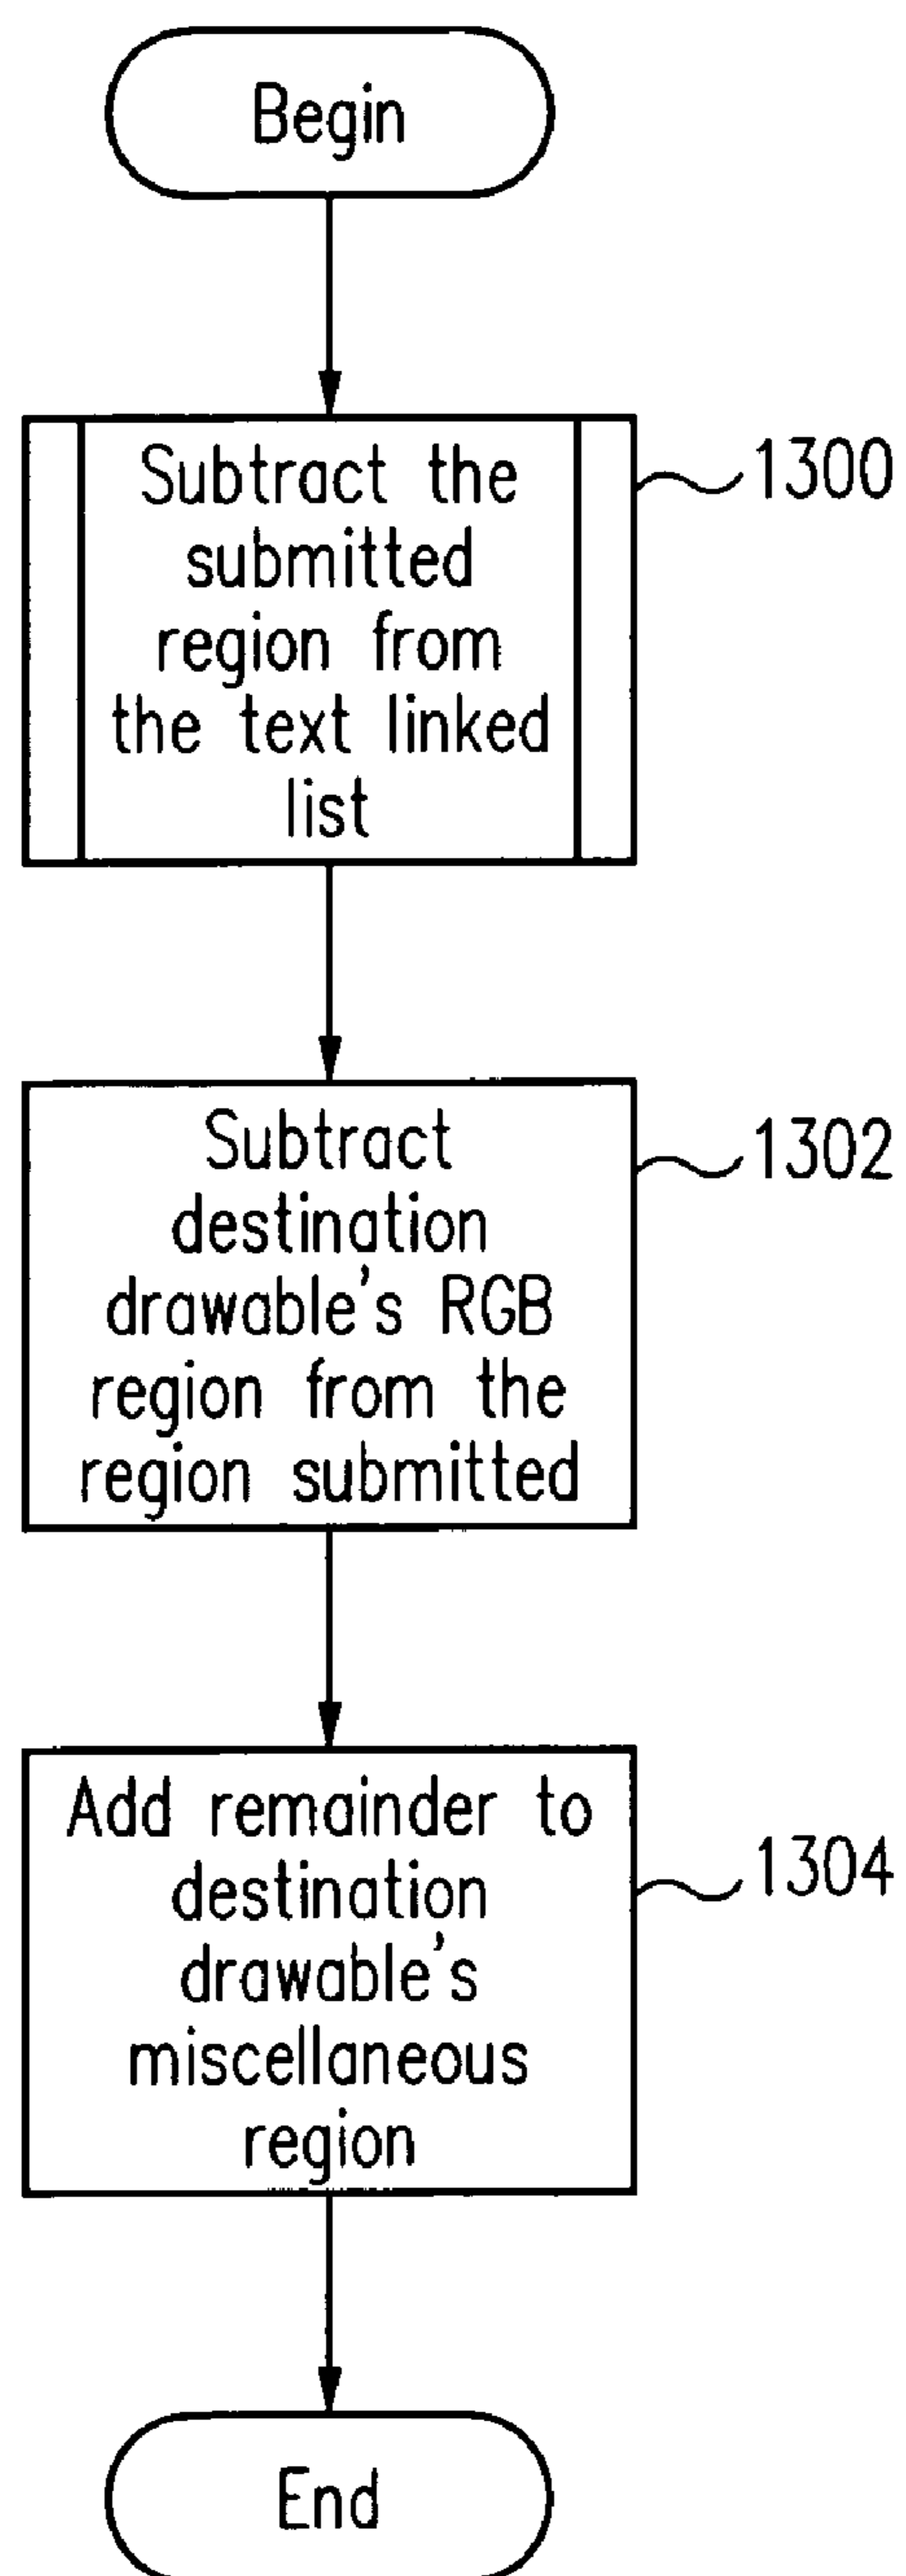 Begin
Subtract the
submitted
region from
the text linked
list
1300
Subtract
destination
drawable's RGB
region from the
region submitted
1302
Add remainder to
destination
drawable's
miscellaneous
region
1304
End